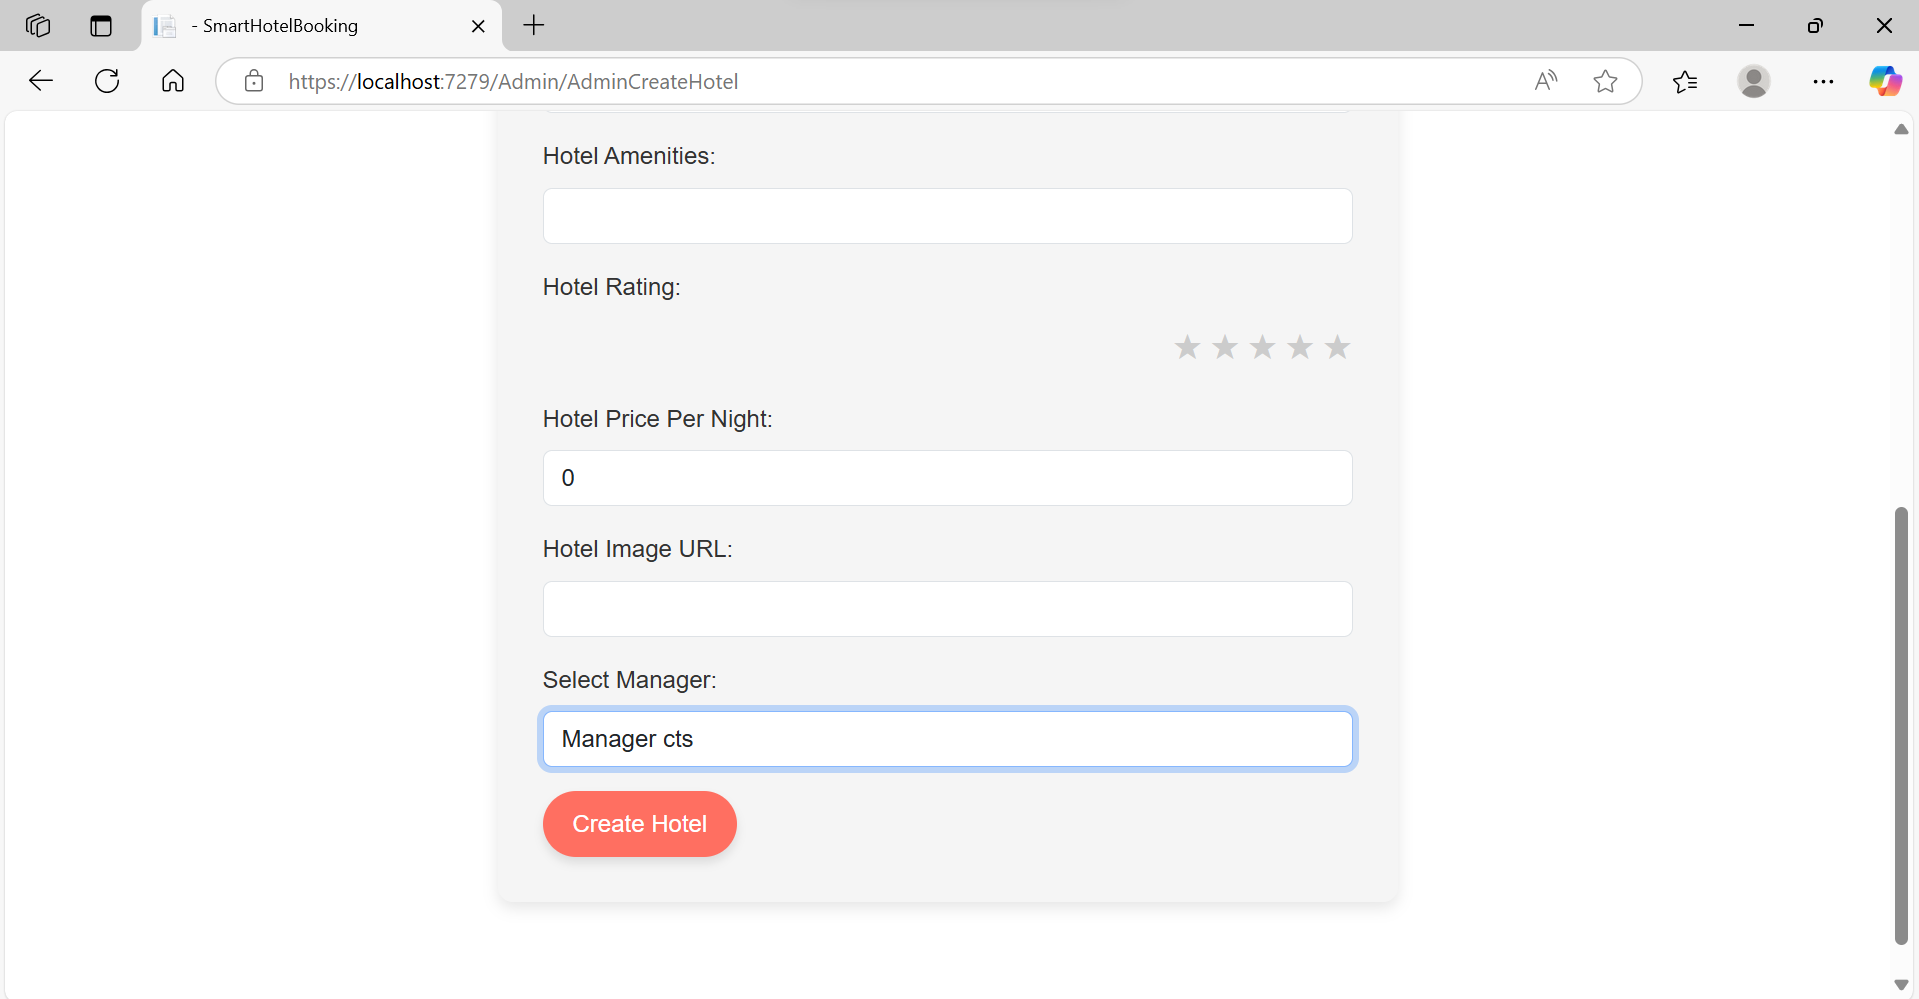 - SmartHotelBooking
https://localhost:7279/Admin/AdminCreateHotel
Hotel Amenities:
Hotel Rating:
Hotel Price Per Night:
0
Hotel Image URL:
Select Manager:
Manager cts
Create Hotel